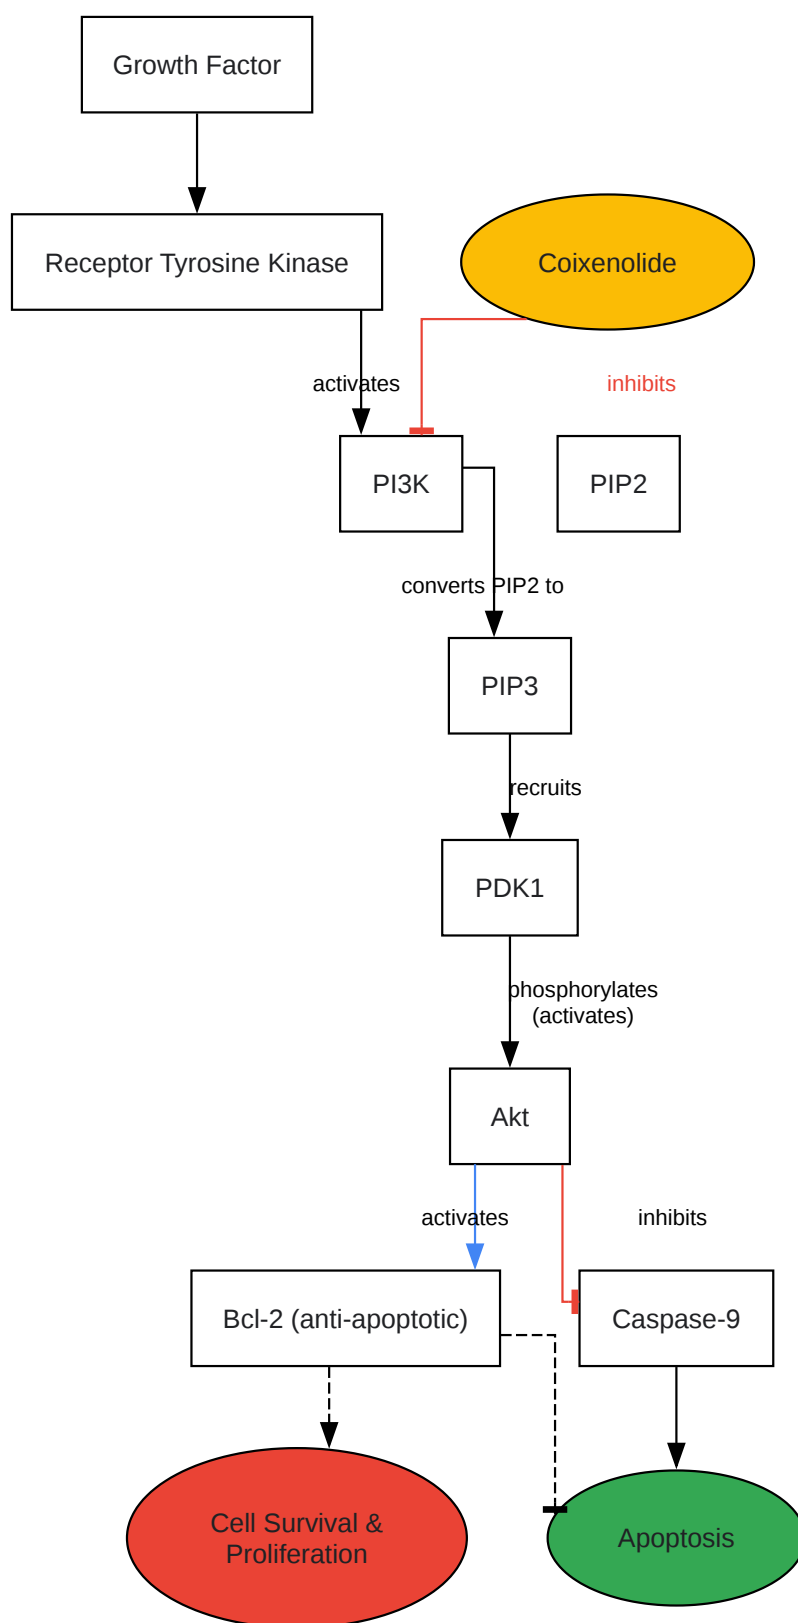 Growth Factor
Receptor Tyrosine Kinase
Coixenolide
activates
inhibits
PI3K
PIP2
converts PIP2 to
PIP3
recruits
PDK1
phosphorylates
(activates)
Akt
activates
inhibits
Bcl-2 (anti-apoptotic)
Caspase-9
Cell Survival &
Proliferation
Apoptosis